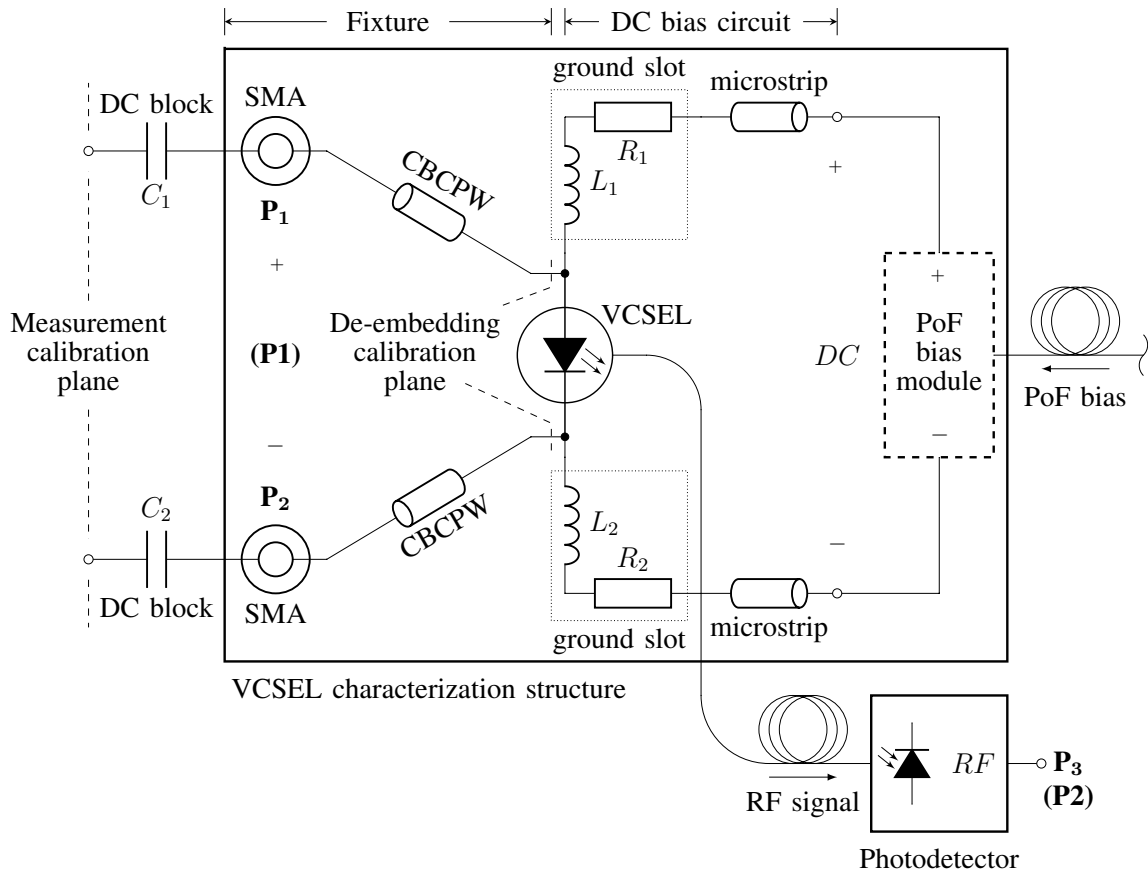 Fixture
DC bias circuit
ground slot
microstrip
DC block
SMA
C₁
R₁
L₁
CBCPW
P₁
+
+
+
Measurement
calibration
plane
(P1)
De-embedding
calibration
plane
VCSEL
DC
PoF
bias
module
PoF bias
−
−
−
P₂
C₂
CBCPW
L₂
R₂
DC block
SMA
microstrip
ground slot
VCSEL characterization structure
RF
P₃
(P2)
RF signal
Photodetector